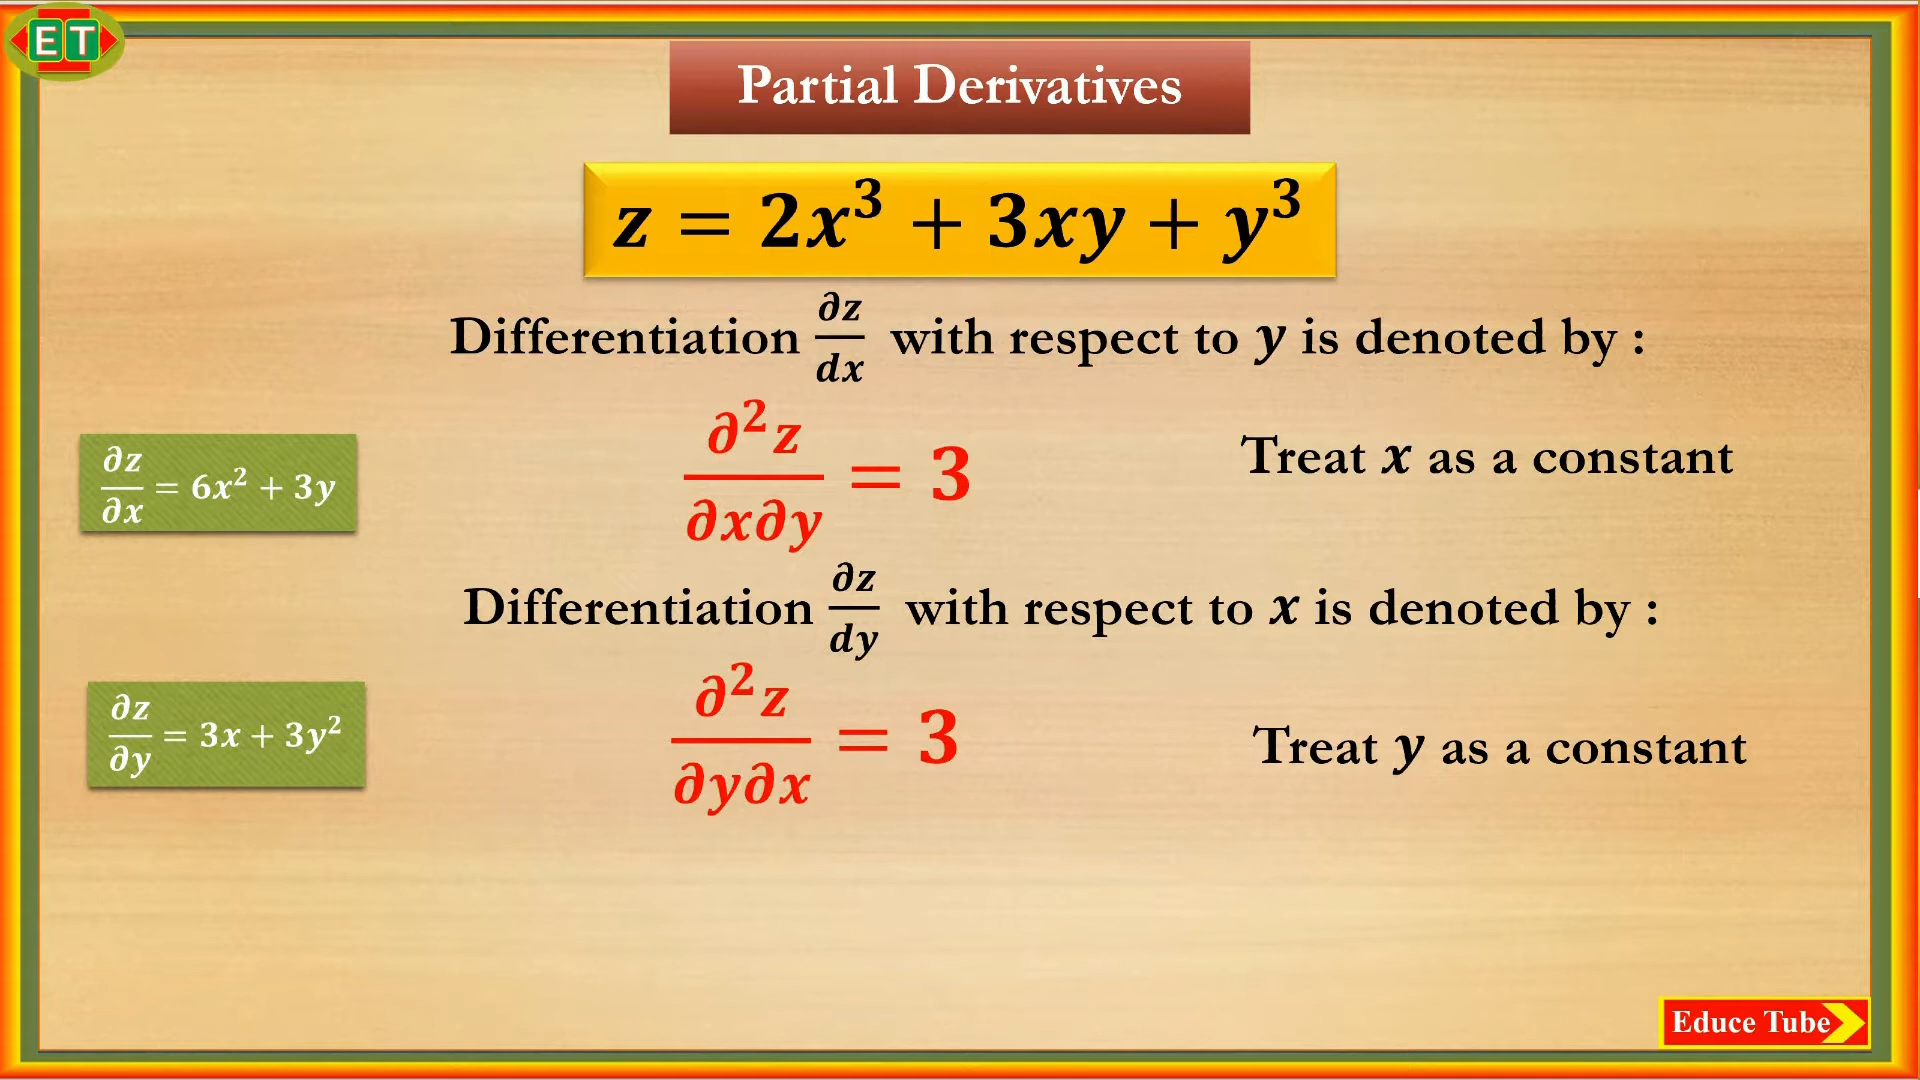 ET
Partial Derivatives
z = 2x³ + 3xy + y³
Differentiation ∂z/dx with respect to y is denoted by :
∂z/∂x = 6x² + 3y
∂²z/∂x∂y = 3
Treat x as a constant
Differentiation ∂z/dy with respect to x is denoted by :
∂z/∂y = 3x + 3y²
∂²z/∂y∂x = 3
Treat y as a constant
Educe Tube